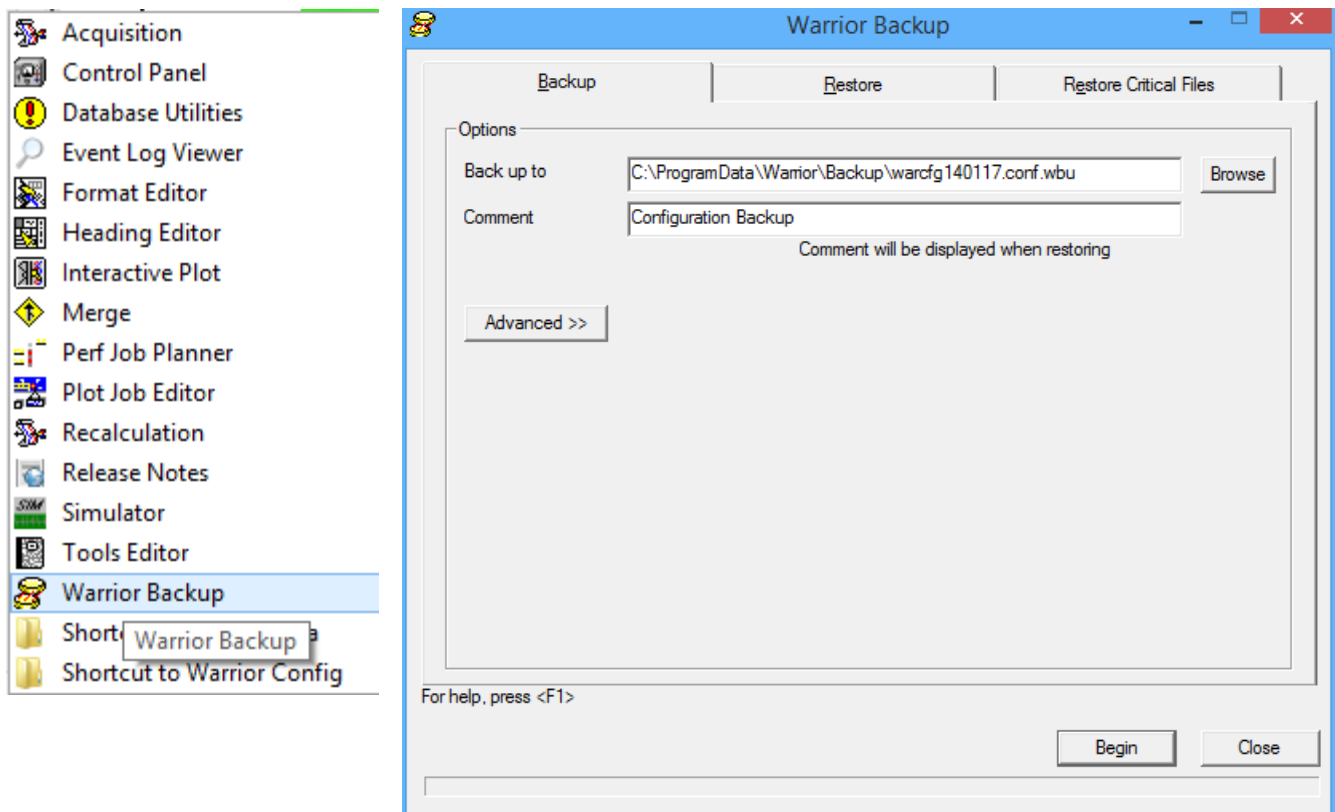 Acquisition
Control Panel
Database Utilities
Event Log Viewer
Format Editor
Heading Editor
Interactive Plot
Merge
Perf Job Planner
Plot Job Editor
Recalculation
Release Notes
SIM
Simulator
Tools Editor
Warrior Backup
Short
Warrior Backup
a
Shortcut to Warrior Config
Warrior Backup
Backup
Restore
Restore Critical Files
Options
Back up to
C:\ProgramData\Warrior\Backup\warcfg140117.conf.wbu
Browse
Comment
Configuration Backup
Comment will be displayed when restoring
Advanced >>
For help, press <F1>
Begin
Close